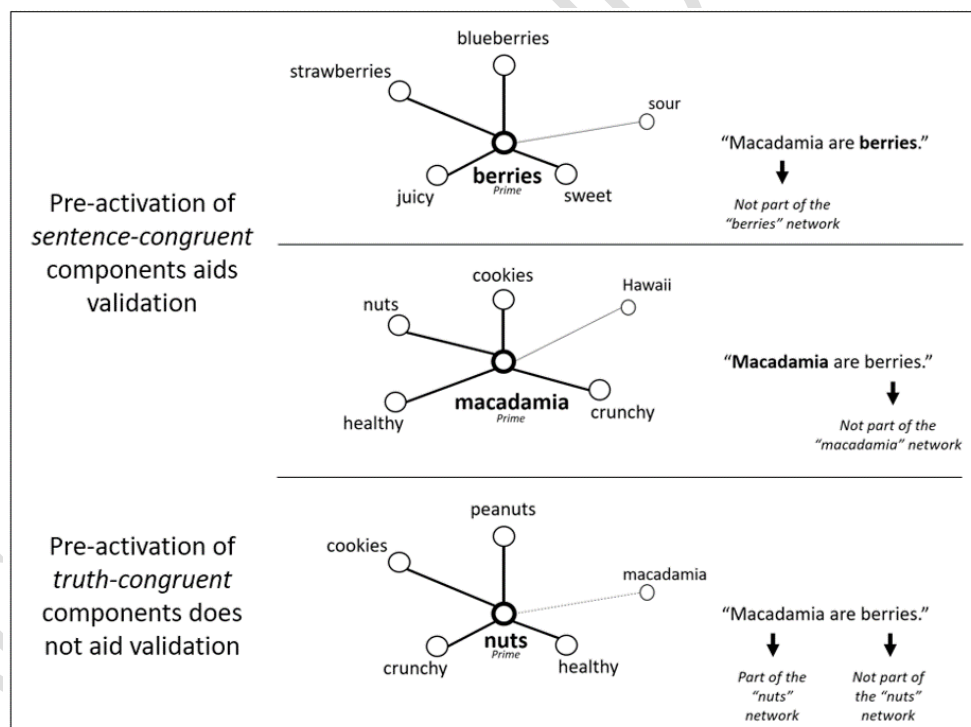 blueberries
strawberries
sour
berries
Prime
juicy
sweet
“Macadamia are berries.”
Not part of the
“berries” network
Pre-activation of
sentence-congruent
components aids
validation
cookies
nuts
Hawaii
macadamia
Prime
healthy
crunchy
“Macadamia are berries.”
Not part of the
“macadamia” network
peanuts
cookies
macadamia
nuts
Prime
crunchy
healthy
Pre-activation of
truth-congruent
components does
not aid validation
“Macadamia are berries.”
Part of the
“nuts”
network
Not part of
the “nuts”
network